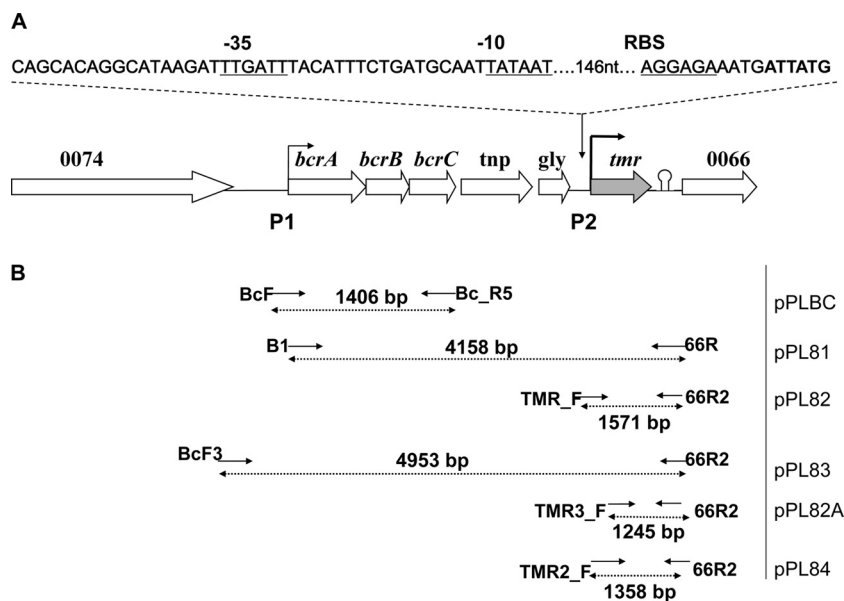 A
-35 -10 RBS
CAGCACAGGCATAAGATTTGATTTACATTTCTGATGCAATTATAAT....146nt... AGGAGAAATGATTATG
0074 bcrA bcrB bcrC tnp gly tmr 0066
P1 P2
B
BcF 1406 bp Bc_R5 pPLBC
B1 4158 bp 66R pPL81
TMR_F 1571 bp 66R2 pPL82
BcF3 4953 bp 66R2 pPL83
TMR3_F 1245 bp 66R2 pPL82A
TMR2_F 1358 bp 66R2 pPL84